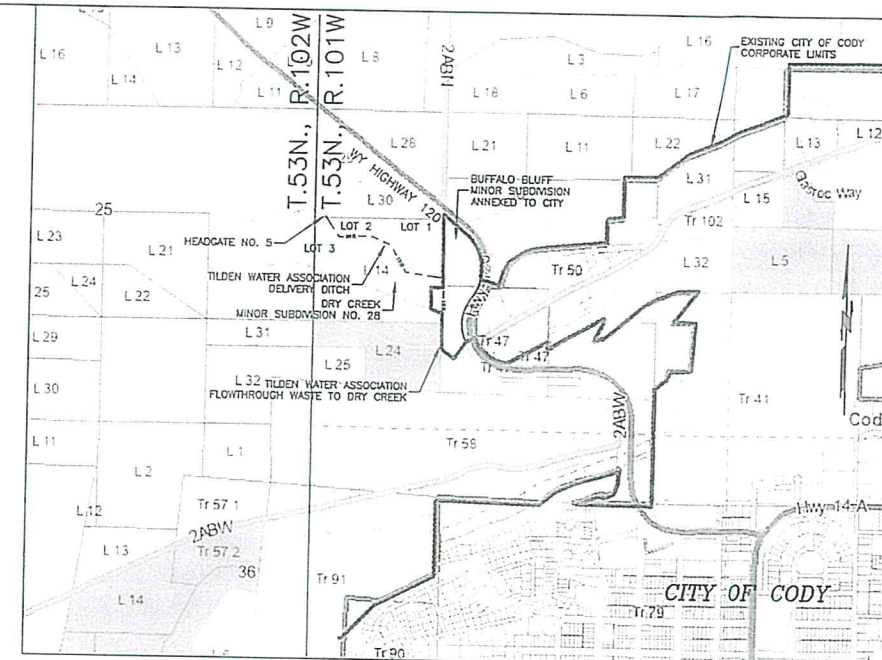 L 9
L 16
L 13
L 14
L 12
L 11
L 8
T.53N., R.102W
T.53N., R.101W
2ABN
L 3
L 16
EXISTING CITY OF CODY
CORPORATE LIMITS
L 18
L 6
L 17
L 28
L 21
L 11
L 22
L 13
L 12
WY HIGHWAY 120
BUFFALO BLUFF
MINOR SUBDIVISION
ANNEXED TO CITY
L 31
L 15
L 30
25
Tr 102
HEADGATE NO. 5
LOT 2
LOT 1
LOT 3
L 23
L 21
L 14
Tr 50
L 32
L 5
TILDEN WATER ASSOCIATION
DELIVERY DITCH
DRY CREEK
MINOR SUBDIVISION NO. 28
L 24
25
L 22
L 29
L 31
L 25
L 24
Tr 47
Tr 47
L 30
L 32
TILDEN WATER ASSOCIATION
FLOWTHROUGH WASTE TO DRY CREEK
Tr 41
Cod
2ABW
L 11
L 2
L 1
Tr 58
L 12
Tr 57 1
Hwy 14-A
2ABW
L 13
Tr 57 2
36
L 14
Tr 91
CITY OF CODY
Tr 79
Tr 90